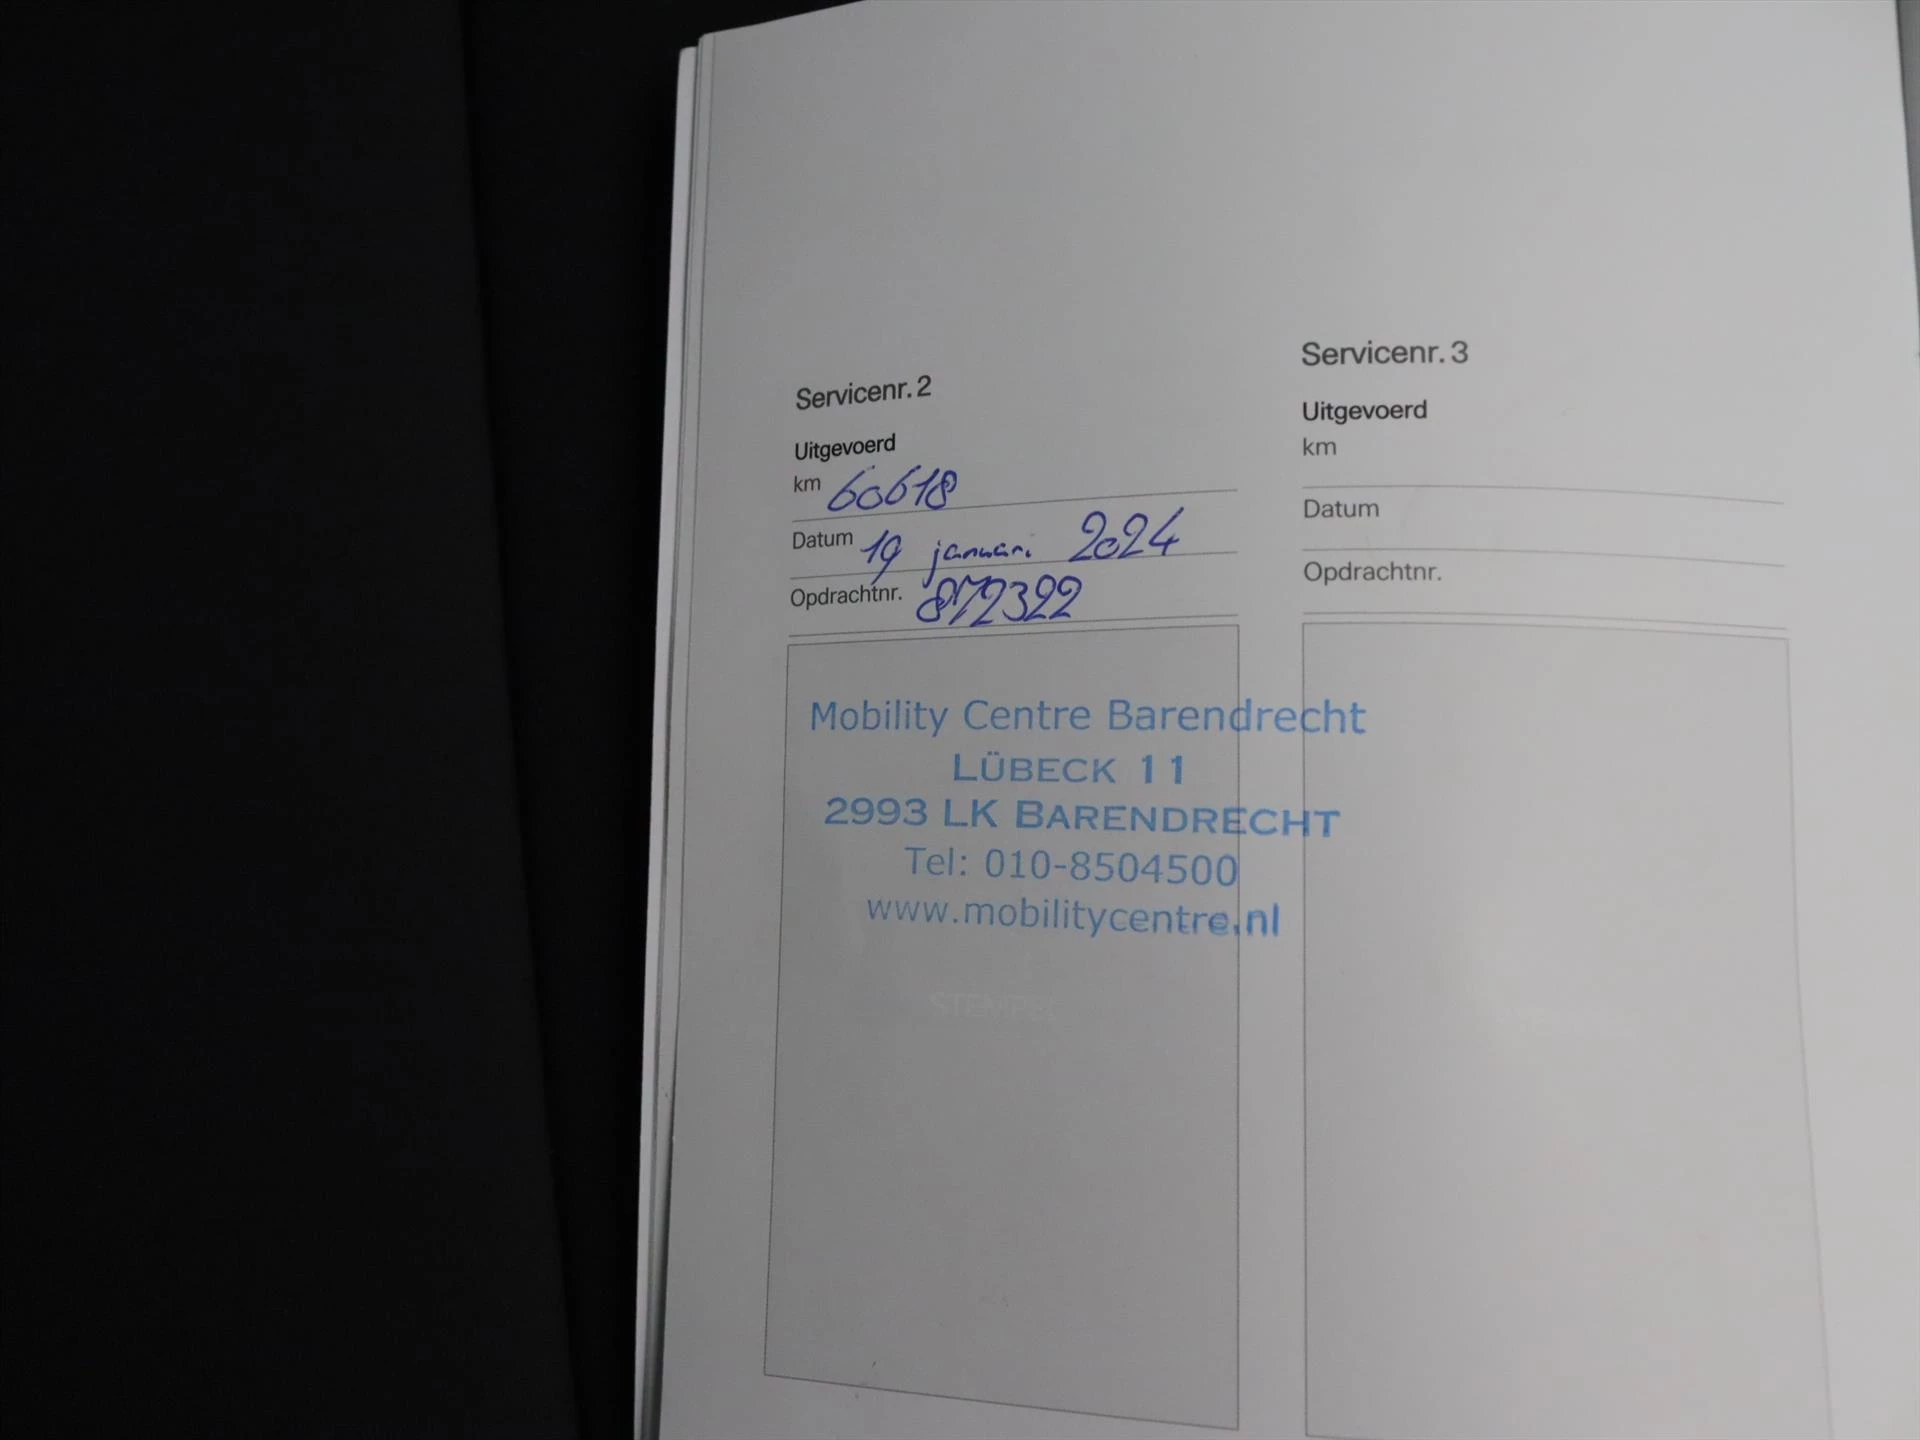 Servicenr. 2
Uitgevoerd
km 60618
Datum 19 januari 2024
Opdrachtnr. 872322
Mobility Centre Barendrecht
LÜBECK 11
2993 LK BARENDRECHT
Tel: 010-8504500
www.mobilitycentre.nl
STEMPEL
Servicenr. 3
Uitgevoerd
km
Datum
Opdrachtnr.